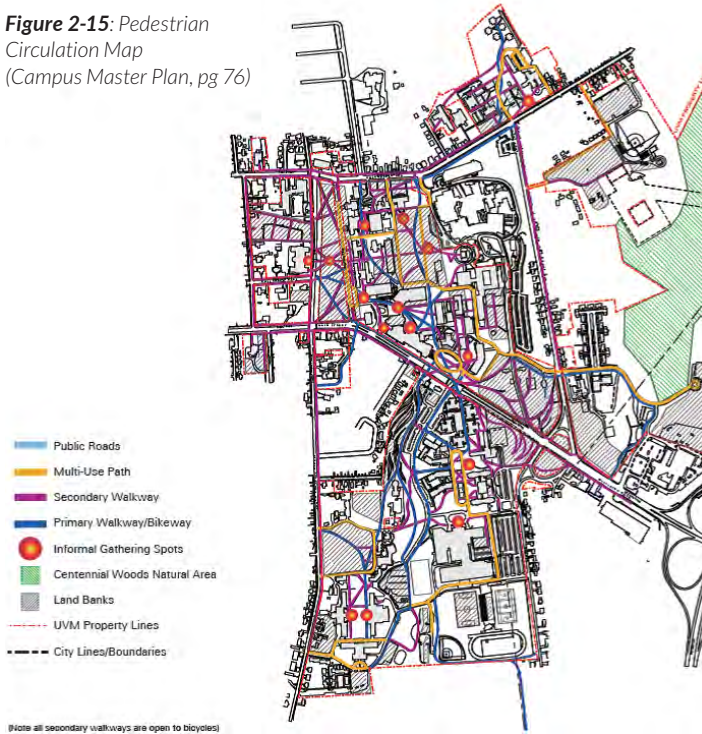 Figure 2-15: Pedestrian
Circulation Map
(Campus Master Plan, pg 76)
Public Roads
Multi-Use Path
Secondary Walkway
Primary Walkway/Bikeway
Informal Gathering Spots
Centennial Woods Natural Area
Land Banks
UVM Property Lines
City Lines/Boundaries
(Note all secondary walkways are open to bicycles)